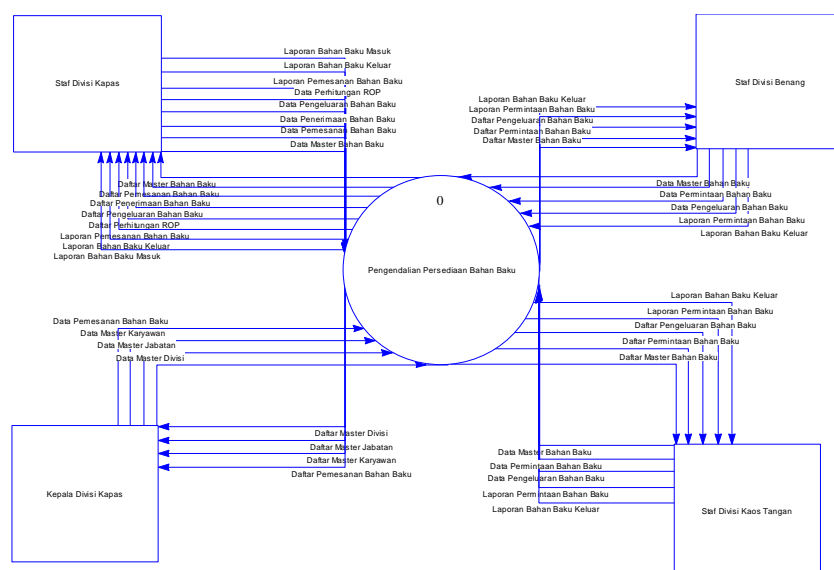 Staf Divisi Kapas
Laporan Bahan Baku Masuk
Laporan Bahan Baku Keluar
Laporan Pemesanan Bahan Baku
Data Perhitungan ROP
Data Pengeluaran Bahan Baku
Data Penerimaan Bahan Baku
Data Pemesanan Bahan Baku
Data Master Bahan Baku
Staf Divisi Benang
Laporan Bahan Baku Keluar
Laporan Permintaan Bahan Baku
Daftar Pengeluaran Bahan Baku
Daftar Permintaan Bahan Baku
Daftar Master Bahan Baku
Daftar Master Bahan Baku
Daftar Pemesanan Bahan Baku
Daftar Penerimaan Bahan Baku
Daftar Pengeluaran Bahan Baku
Daftar Perhitungan ROP
Laporan Pemesanan Bahan Baku
Laporan Bahan Baku Keluar
Laporan Bahan Baku Masuk
Data Master Bahan Baku
Data Permintaan Bahan Baku
Data Pengeluaran Bahan Baku
Laporan Permintaan Bahan Baku
Laporan Bahan Baku Keluar
()
Pengendalian Persediaan Bahan Baku
Data Pemesanan Bahan Baku
Data Master Karyawan
Data Master Jabatan
Data Master Divisi
Laporan Bahan Baku Keluar
Laporan Permintaan Bahan Baku
Daftar Pengeluaran Bahan Baku
Daftar Permintaan Bahan Baku
Daftar Master Bahan Baku
Kepala Divisi Kapas
Daftar Master Divisi
Daftar Master Jabatan
Daftar Master Karyawan
Daftar Pemesanan Bahan Baku
Data Master Bahan Baku
Data Permintaan Bahan Baku
Data Pengeluaran Bahan Baku
Laporan Permintaan Bahan Baku
Laporan Bahan Baku Keluar
Staf Divisi Kaos Tangan